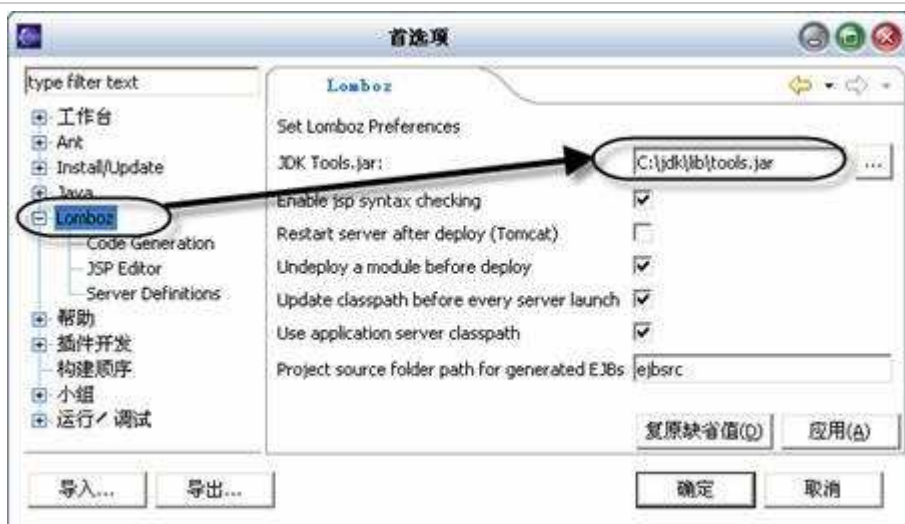 首选项
type filter text
工作台
Ant
Install/Update
Java
Lomboz
Code Generation
JSP Editor
Server Definitions
帮助
插件开发
构建顺序
小组
运行／调试
Lomboz
Set Lomboz Preferences
JDK Tools.jar:
C:\jdk\lib\tools.jar
...
Enable jsp syntax checking
Restart server after deploy (Tomcat)
Undeploy a module before deploy
Update classpath before every server launch
Use application server classpath
Project source folder path for generated EJBs
ejbsrc
复原缺省值(D)
应用(A)
导入...
导出...
确定
取消